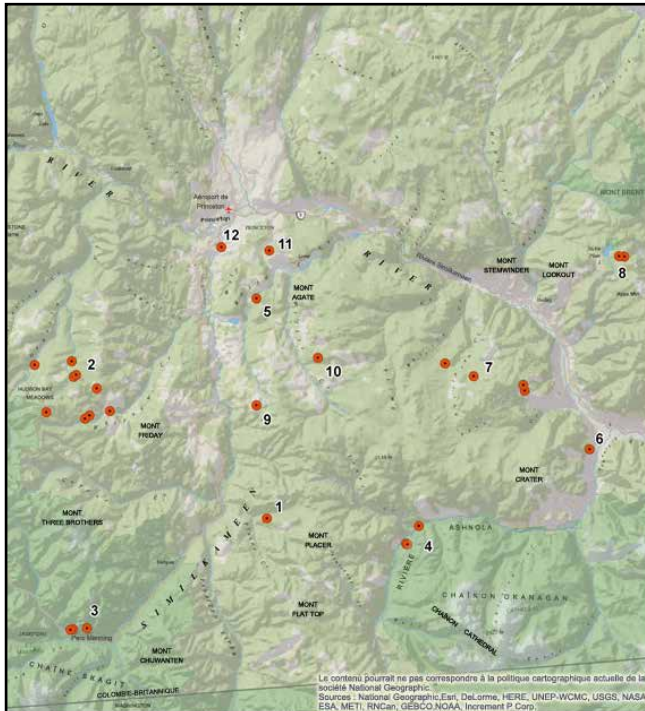 RIVER
MONT BRENT
Aéroport de
Princeton
PRINCETON
12
11
RIVER
Rivière Similkameen
MONT
STEMWINDER
MONT
LOOKOUT
8
MONT
AGATE
5
2
10
7
HUDSON BAY
MEADOWS
9
MONT
FRIDAY
6
MONT
CRATER
1
MONT
THREE BROTHERS
SIMILKAMEEN
MONT
PLACER
ASHNOLA
4
RIVIÈRE
CHAÎNON OKANAGAN
CHAÎNON CATHEDRAL
3
Parc Manning
MONT
FLAT TOP
MONT
CHUWANTEN
CHAÎNE SKAGIT
COLOMBIE-BRITANNIQUE
WASHINGTON
Le contenu pourrait ne pas correspondre à la politique cartographique actuelle de la
société National Geographic.
Sources : National Geographic,Esri, DeLorme, HERE, UNEP-WCMC, USGS, NASA,
ESA, METI, RNCan, GEBCO,NOAA, Increment P Corp.